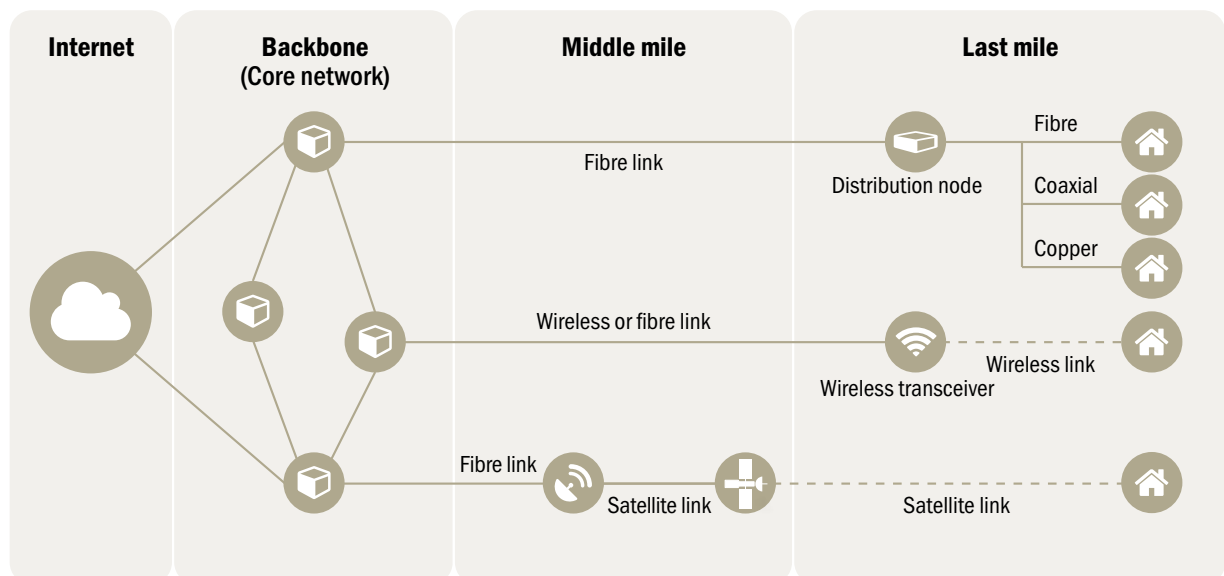 Internet
Backbone
(Core network)
Middle mile
Last mile
Fibre link
Distribution node
Fibre
Coaxial
Copper
Wireless or fibre link
Wireless transceiver
Wireless link
Fibre link
Satellite link
Satellite link